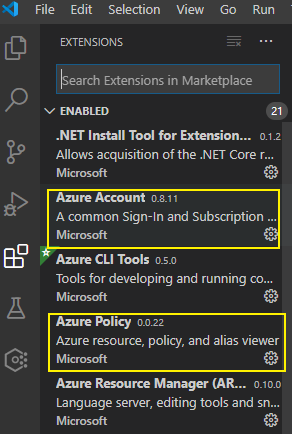 File Edit Selection View Go Run
EXTENSIONS
Search Extensions in Marketplace
ENABLED 21
.NET Install Tool for Extension... 0.1.2
Allows acquisition of the .NET Core r...
Microsoft
Azure Account 0.8.11
A common Sign-In and Subscription ...
Microsoft
Azure CLI Tools 0.5.0
Tools for developing and running co...
Microsoft
Azure Policy 0.0.22
Azure resource, policy, and alias viewer
Microsoft
Azure Resource Manager (AR... 0.10.0
Language server, editing tools and sn...
Microsoft